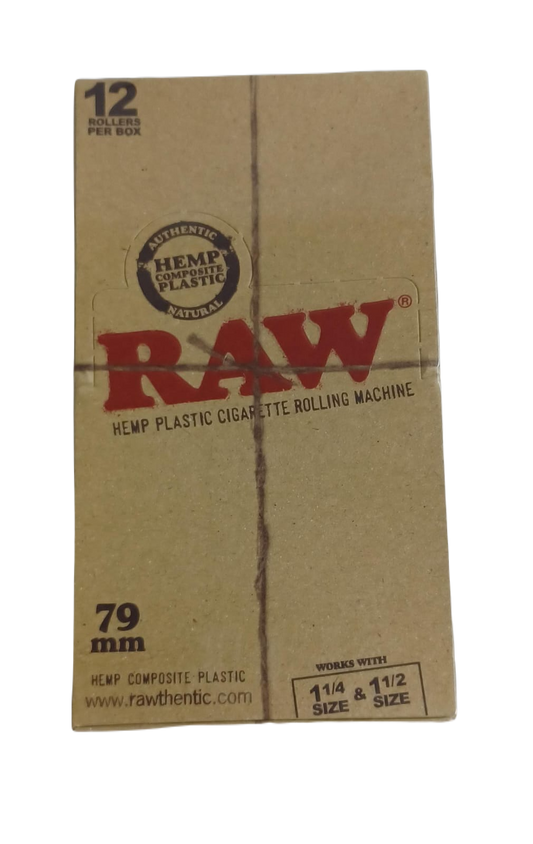 12
ROLLERS
PER BOX
AUTHENTIC
HEMP
COMPOSITE
PLASTIC
NATURAL
RAW®
HEMP PLASTIC CIGARETTE ROLLING MACHINE
79
mm
HEMP COMPOSITE PLASTIC
www.rawthentic.com
WORKS WITH
1 1/4 SIZE & 1 1/2 SIZE